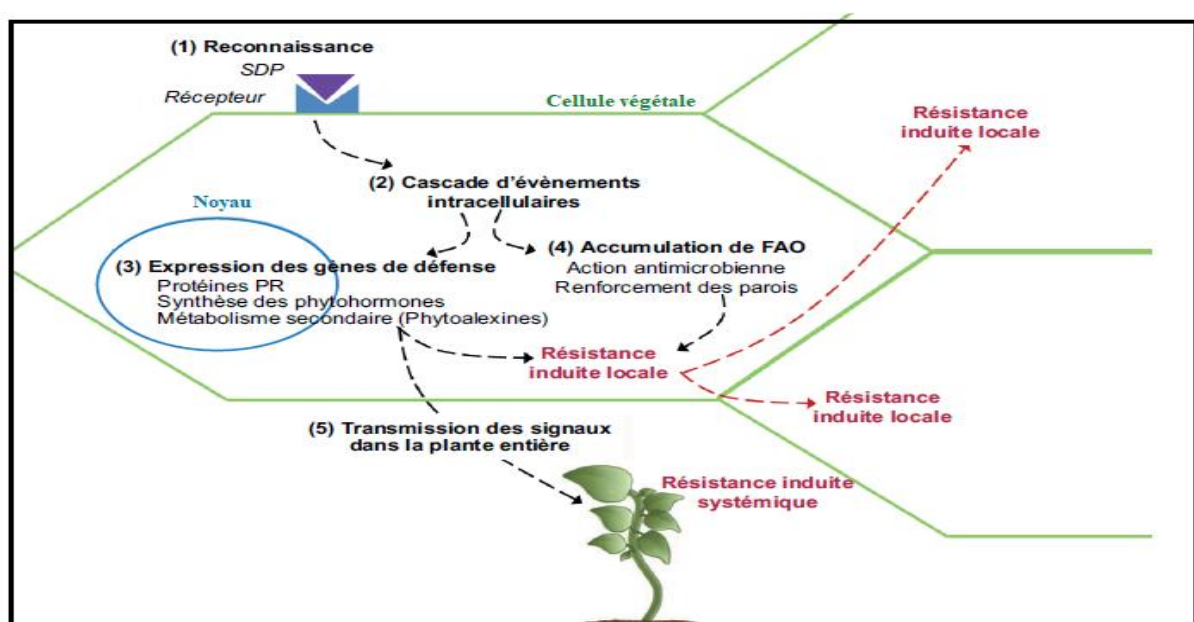 (1) Reconnaissance
SDP
Récepteur
Cellule végétale
Résistance
induite locale
(2) Cascade d'évènements
intracellulaires
Noyau
(3) Expression des gènes de défense
Protéines PR
Synthèse des phytohormones
Métabolisme secondaire (Phytoalexines)
(4) Accumulation de FAO
Action antimicrobienne
Renforcement des parois
Résistance
induite locale
Résistance
induite locale
(5) Transmission des signaux
dans la plante entière
Résistance induite
systémique